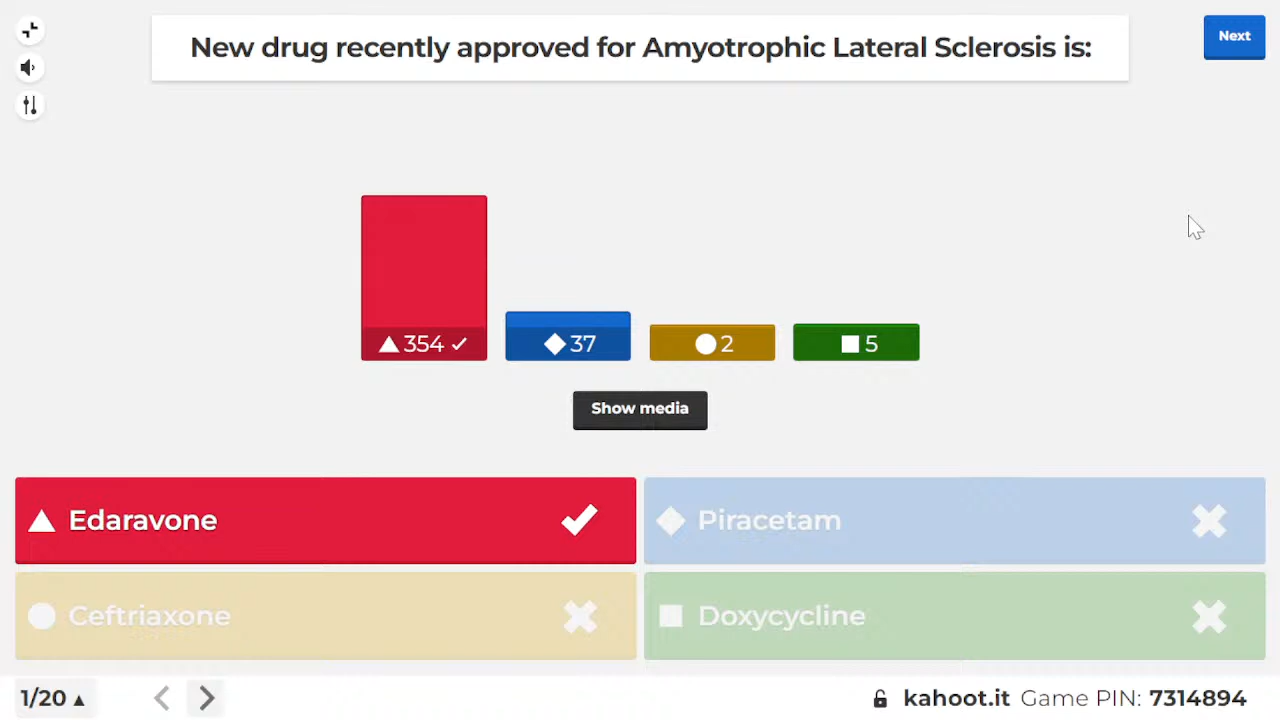 New drug recently approved for Amyotrophic Lateral Sclerosis is:
Next
354
37
2
5
Show media
Edaravone
Piracetam
Ceftriaxone
Doxycycline
1/20
kahoot.it Game PIN: 7314894